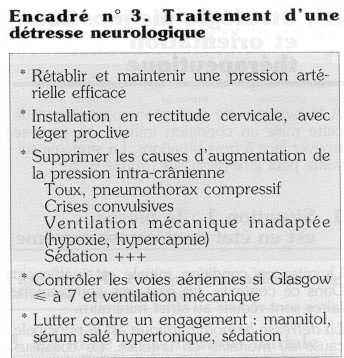 Encadré n° 3. Traitement d'une
détresse neurologique
* Rétablir et maintenir une pression arté-
rielle efficace
* Installation en rectitude cervicale, avec
léger proclive
* Supprimer les causes d'augmentation de
la pression intra-crânienne
Toux, pneumothorax compressif
Crises convulsives
Ventilation mécanique inadaptée
(hypoxie, hypercapnie)
Sédation +++
* Contrôler les voies aériennes si Glasgow
≤ à 7 et ventilation mécanique
* Lutter contre un engagement : mannitol,
sérum salé hypertonique, sédation